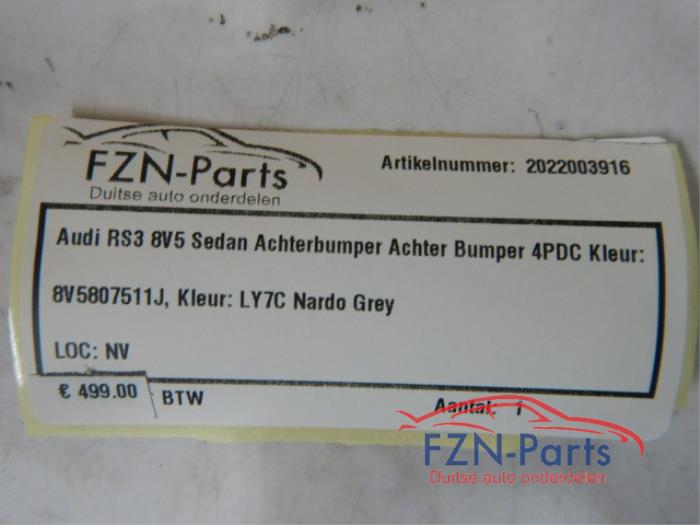 FZN-Parts
Duitse auto onderdelen
Artikelnummer: 2022003916
Audi RS3 8V5 Sedan Achterbumper Achter Bumper 4PDC Kleur:
8V5807511J, Kleur: LY7C Nardo Grey
LOC: NV
€ 499.00 BTW
Aantal: 1
FZN-Parts
Duitse auto onderdelen